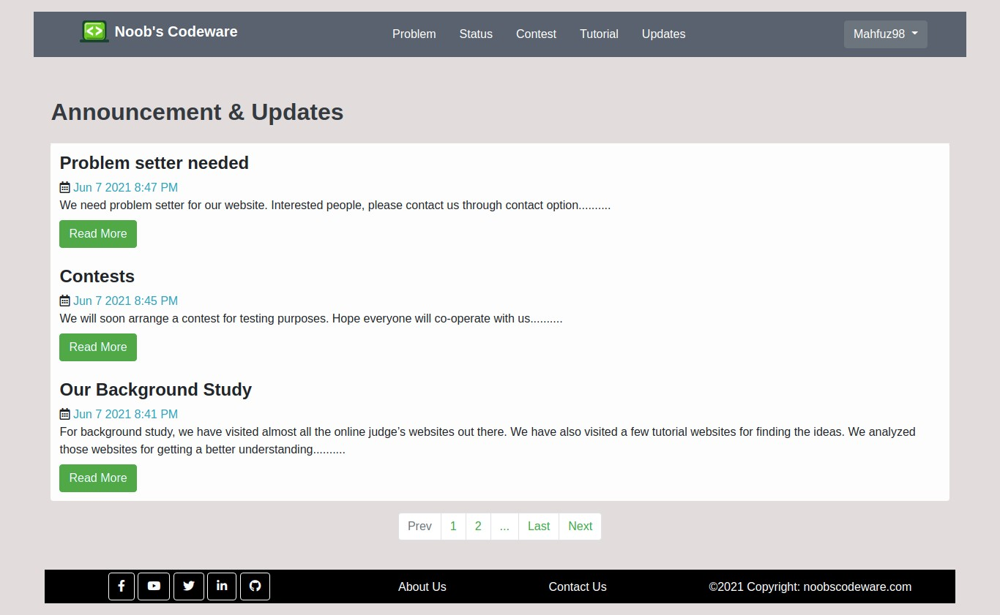 Noob's Codeware
Problem Status Contest Tutorial Updates
Mahfuz98
Announcement & Updates
Problem setter needed
Jun 7 2021 8:47 PM
We need problem setter for our website. Interested people, please contact us through contact option..........
Read More
Contests
Jun 7 2021 8:45 PM
We will soon arrange a contest for testing purposes. Hope everyone will co-operate with us..........
Read More
Our Background Study
Jun 7 2021 8:41 PM
For background study, we have visited almost all the online judge’s websites out there. We have also visited a few tutorial websites for finding the ideas. We analyzed
those websites for getting a better understanding..........
Read More
Prev 1 2 ... Last Next
About Us Contact Us ©2021 Copyright: noobscodeware.com